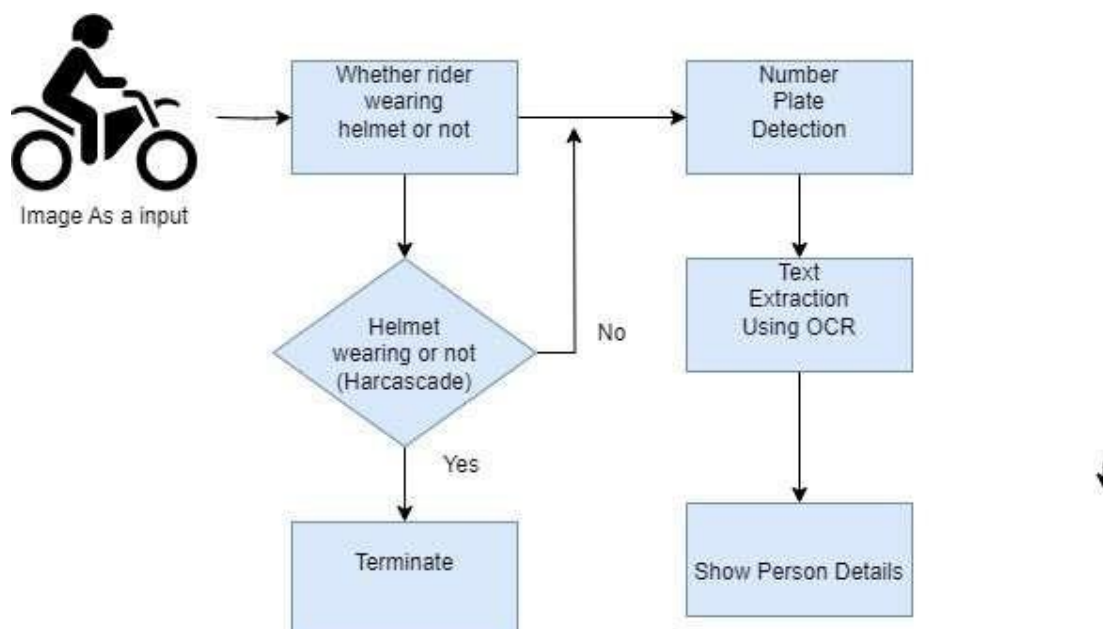 Image As a input
Whether rider
wearing
helmet or not
Number
Plate
Detection
Helmet
wearing or not
(Harcascade)
No
Text
Extraction
Using OCR
Yes
Terminate
Show Person Details